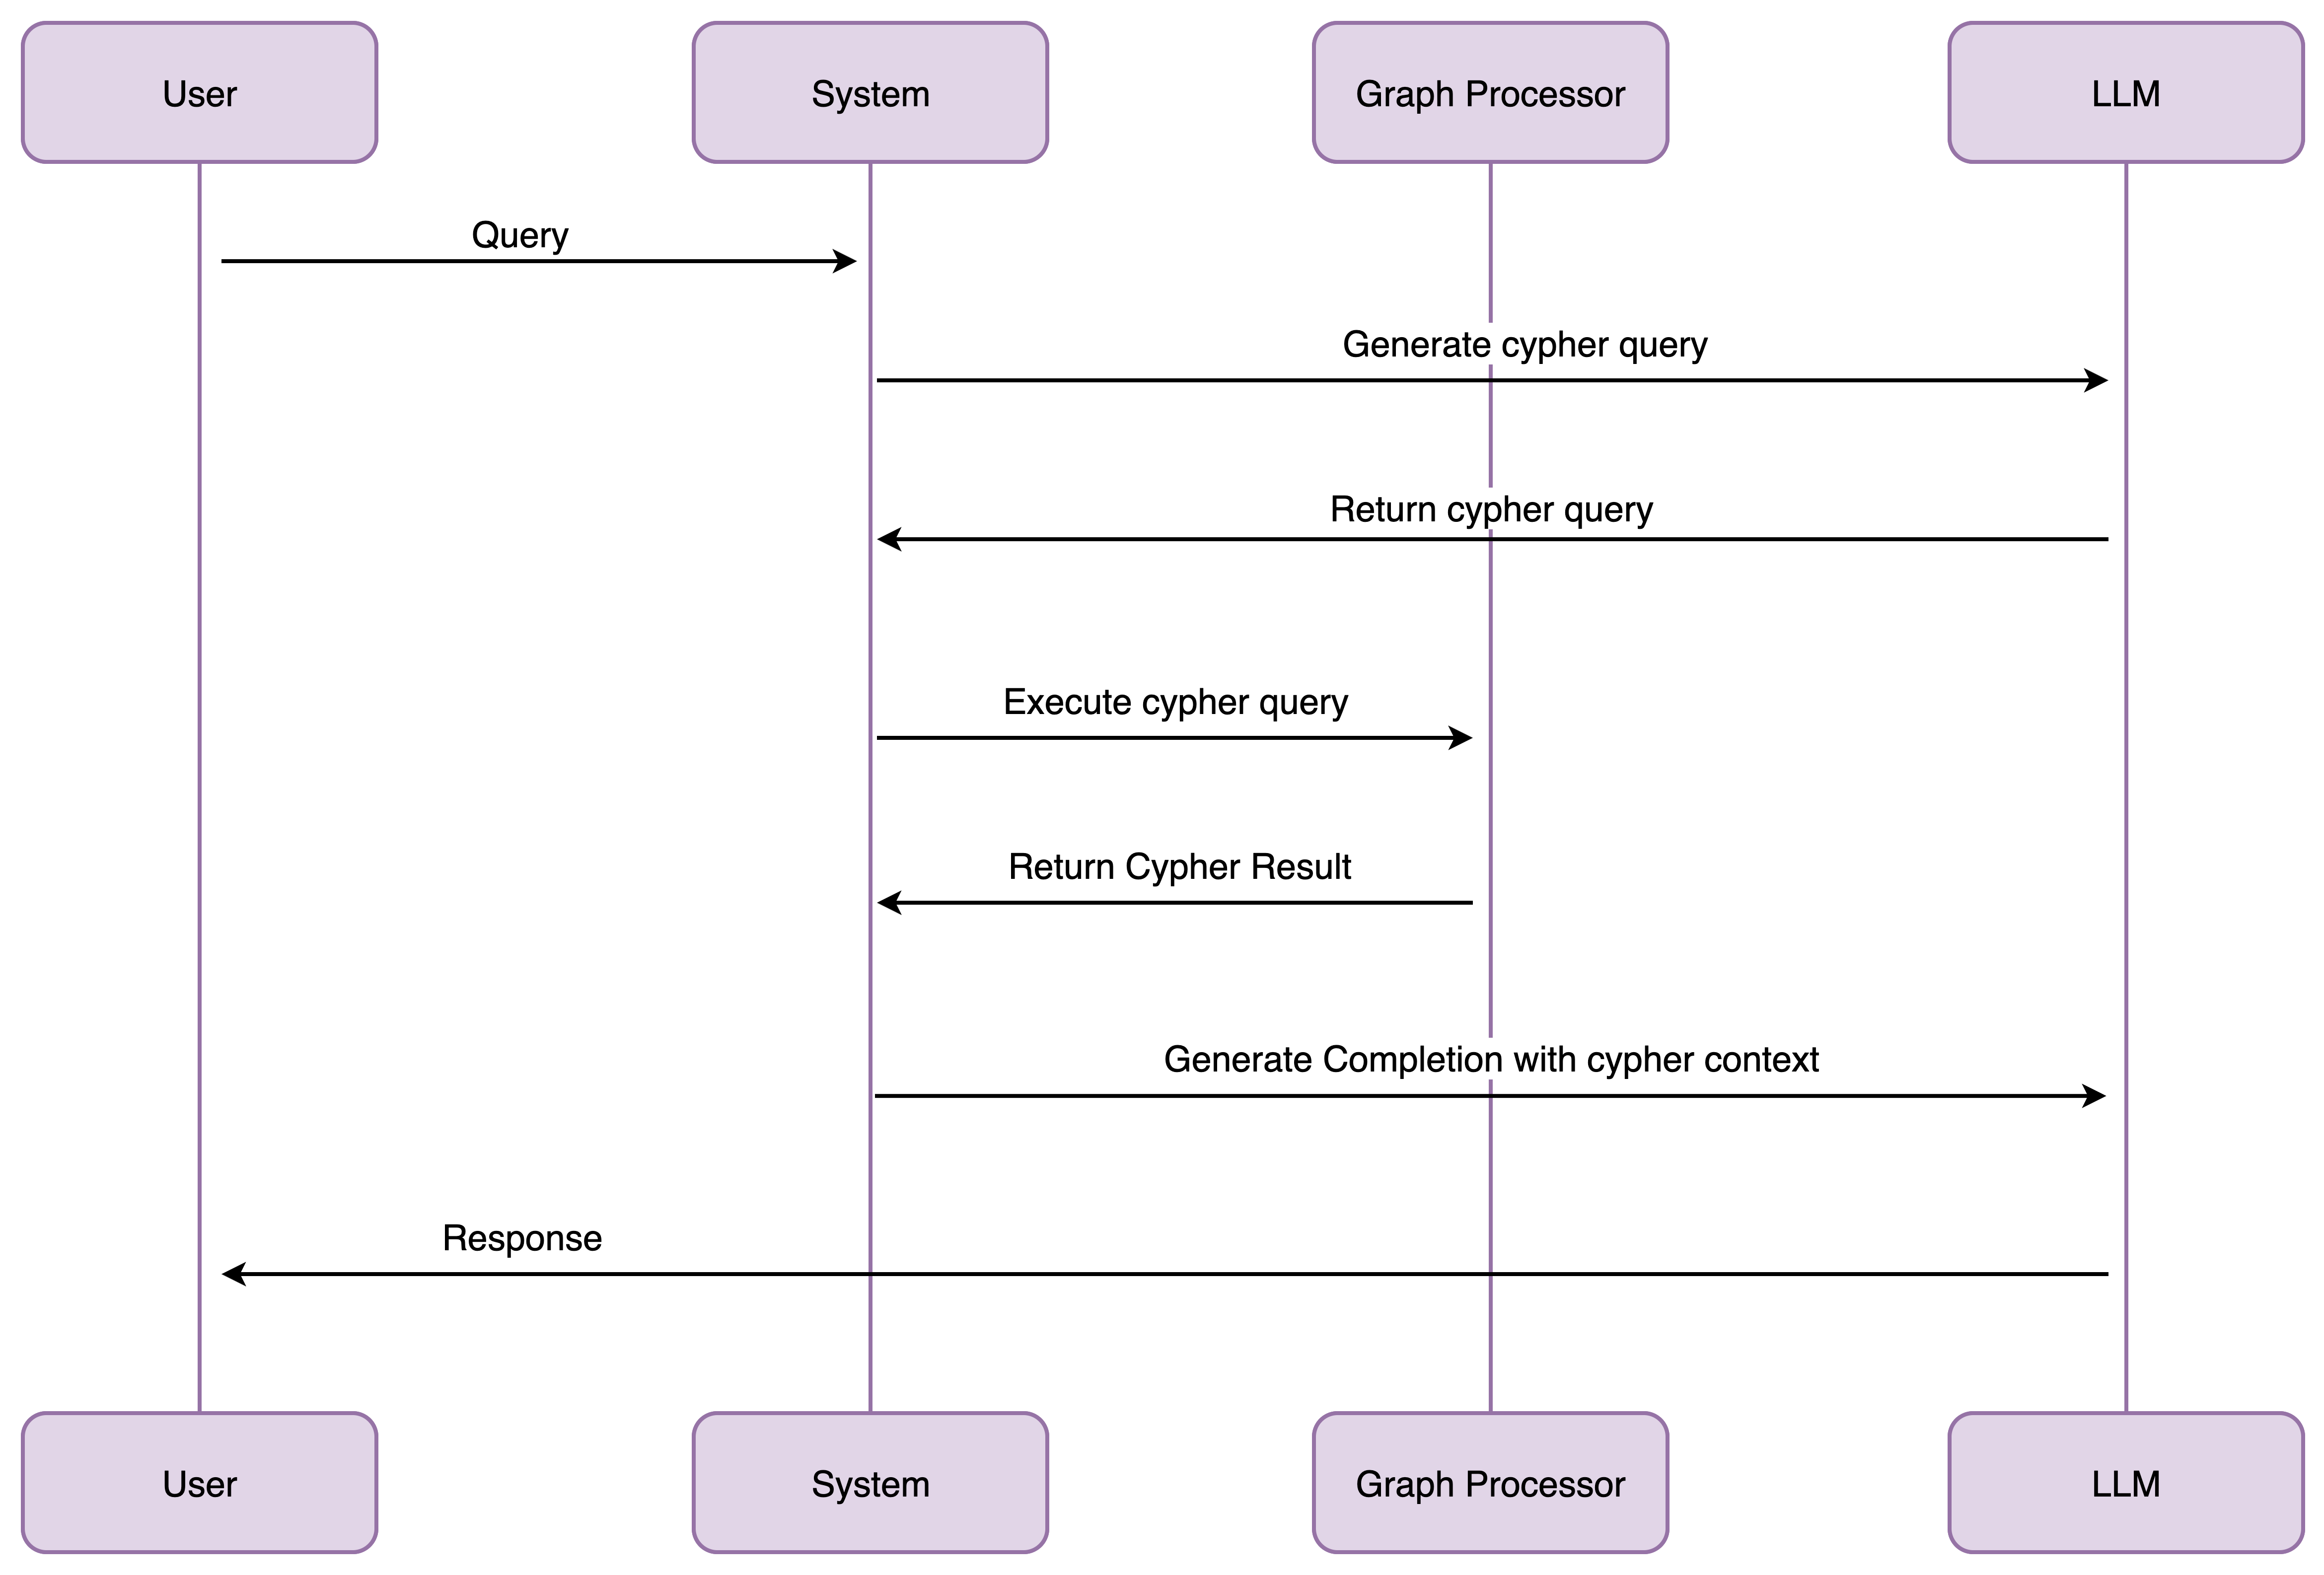 User
System
Graph Processor
LLM
Query
Generate cypher query
Return cypher query
Execute cypher query
Return Cypher Result
Generate Completion with cypher context
Response
User
System
Graph Processor
LLM